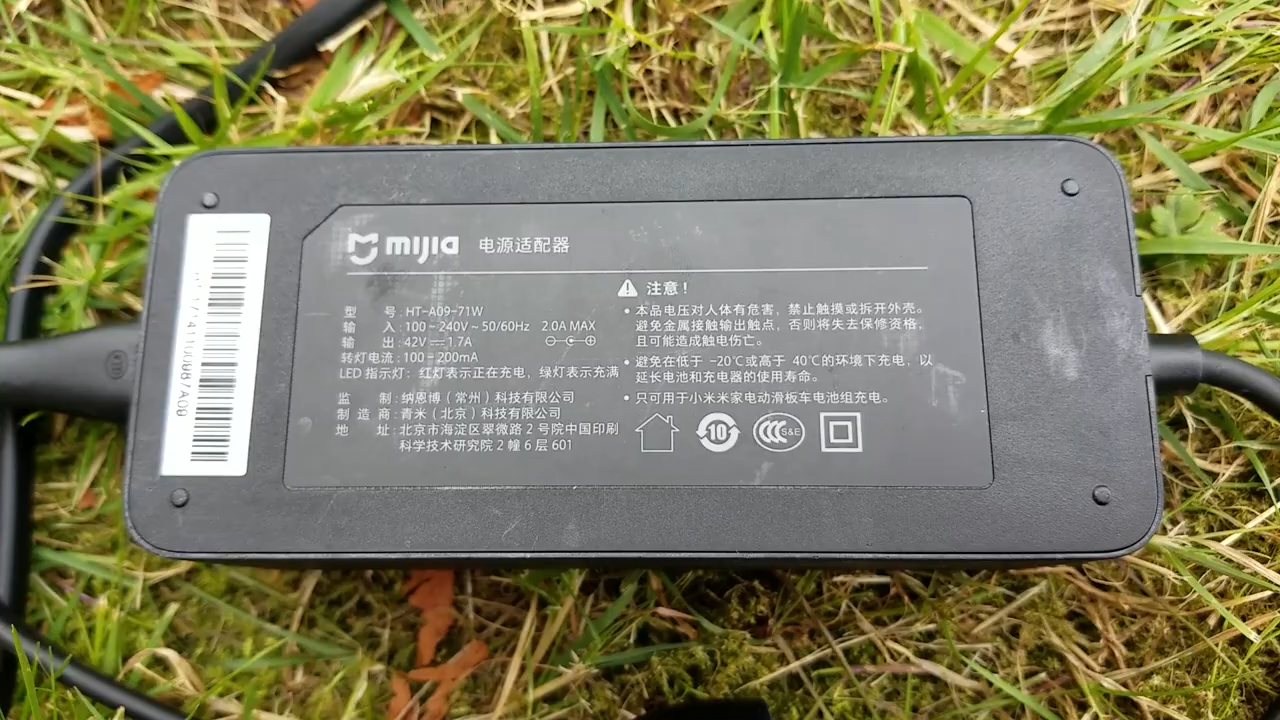 mijia 电源适配器
型 号:HT-A09-71W
输 入:100~240V~50/60Hz 2.0A MAX
输 出:42V⎓1.7A
转灯电流:100-200mA
LED 指示灯: 红灯表示正在充电, 绿灯表示充满
监 制:纳恩博(常州)科技有限公司
制 造 商:青米(北京)科技有限公司
地 址:北京市海淀区翠微路 2 号院中国印刷
科学技术研究院 2 幢 6 层 601
注意!
• 本品电压对人体有危害, 禁止触摸或拆开外壳。
避免金属接触输出触点, 否则将失去保修资格,
且可能造成触电伤亡。
• 避免在低于 -20℃或高于 40℃的环境下充电, 以
延长电池和充电器的使用寿命。
• 只可用于小米米家电动滑板车电池组充电。
10
S&E